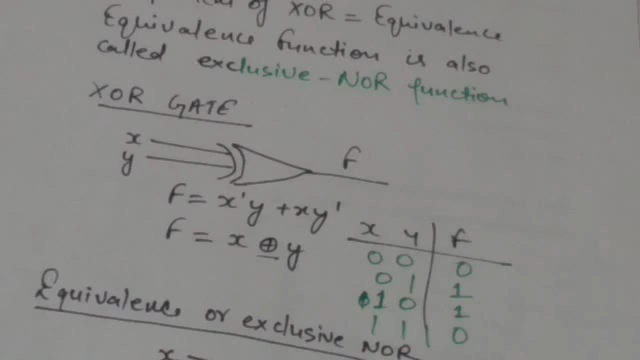 of XOR = Equivalence
Equivalence function is also
called exclusive-NOR function
XOR GATE
x
y
F
F = x'y + xy'
F = x ⊕ y
x y F
0 0 0
0 1 1
1 0 1
1 1 0
Equivalence or exclusive NOR
x